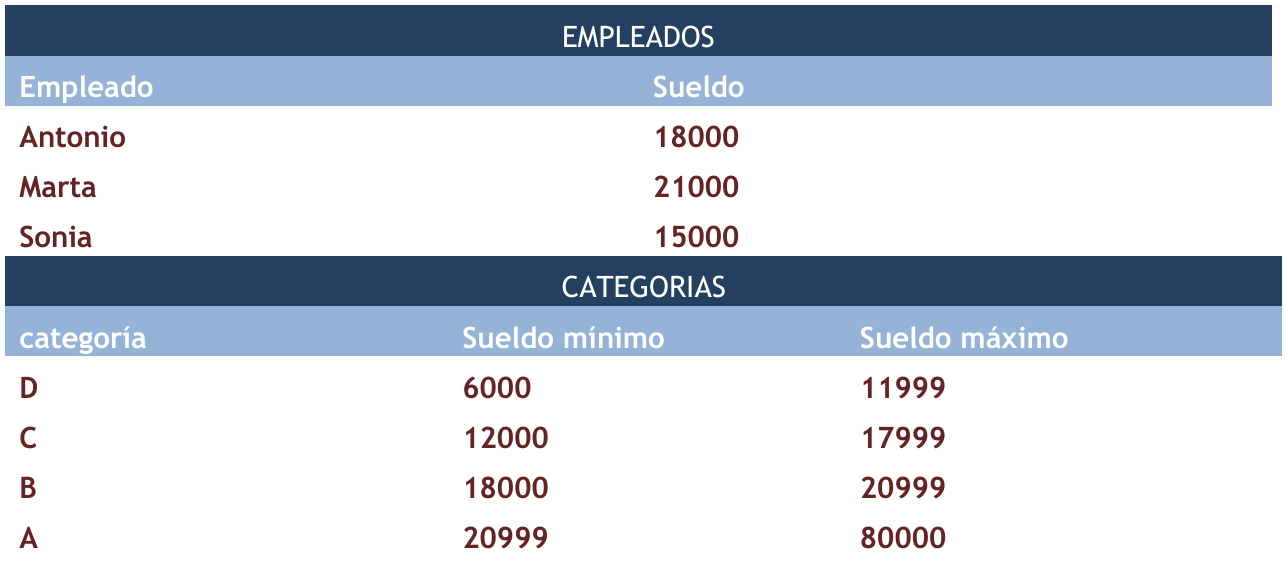 EMPLEADOS
Empleado Sueldo
Antonio 18000
Marta 21000
Sonia 15000
CATEGORIAS
categoría Sueldo mínimo Sueldo máximo
D 6000 11999
C 12000 17999
B 18000 20999
A 20999 80000